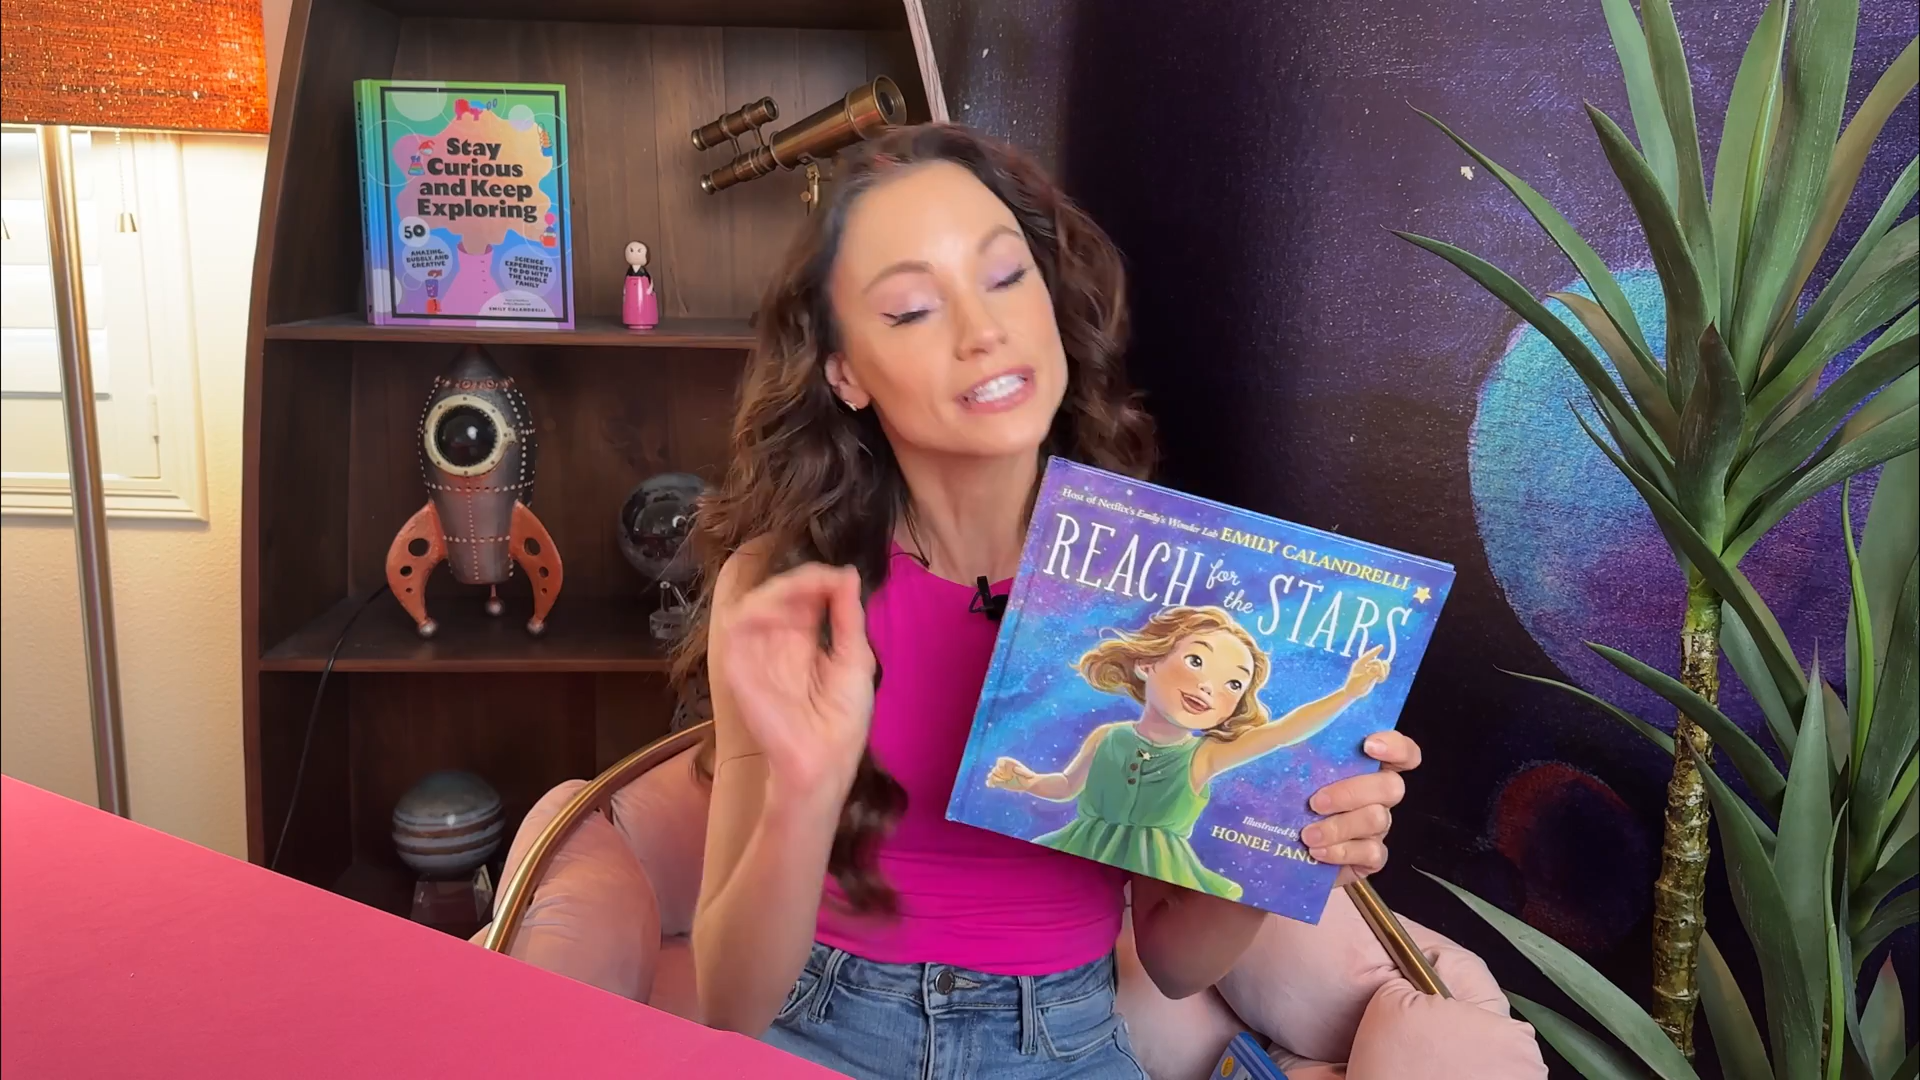 Stay
Curious
and Keep
Exploring
50
AMAZING,
BUBBLY, AND
CREATIVE
SCIENCE
EXPERIMENTS
TO DO WITH
THE WHOLE
FAMILY
EMILY CALANDRELLI
Host of Netflix's Emily's Wonder Lab EMILY CALANDRELLI
REACH for the STARS
Illustrated by
HONEE JANG